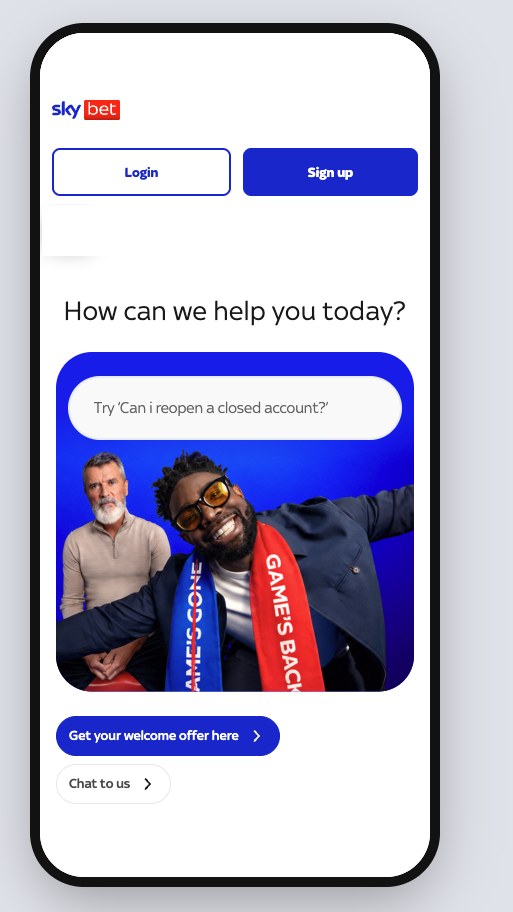 sky bet
Login
Sign up
How can we help you today?
Try ‘Can i reopen a closed account?’
GAME'S BACK
AME'S GONE
Get your welcome offer here
Chat to us